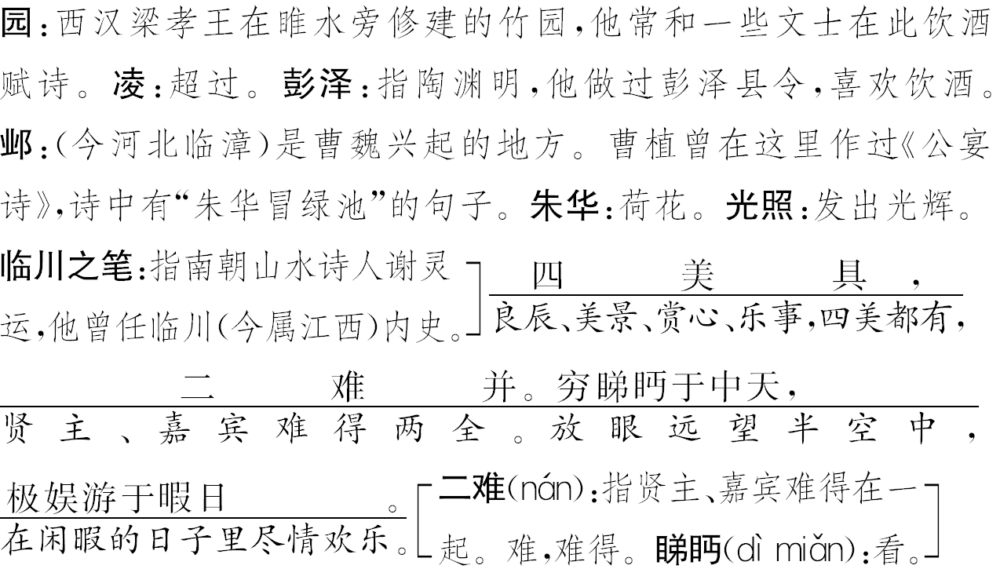 园:西汉梁孝王在睢水旁修建的竹园,他常和一些文士在此饮酒
赋诗。凌:超过。彭泽:指陶渊明,他做过彭泽县令,喜欢饮酒。
邺:(今河北临漳)是曹魏兴起的地方。曹植曾在这里作过《公宴
诗》,诗中有“朱华冒绿池”的句子。朱华:荷花。光照:发出光辉。
临川之笔:指南朝山水诗人谢灵
运,他曾任临川(今属江西)内史。]
四美具,
良辰、美景、赏心、乐事,四美都有,
二难并。穷睇眄于中天,
贤主、嘉宾难得两全。放眼远望半空中,
极娱游于暇日。
在闲暇的日子里尽情欢乐。
[二难(nán):指贤主、嘉宾难得在一
起。难,难得。睇眄(dì miǎn):看。]